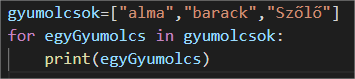 gyumolcsok=["alma","barack","Szőlő"]
for egyGyumolcs in gyumolcsok:
    print(egyGyumolcs)